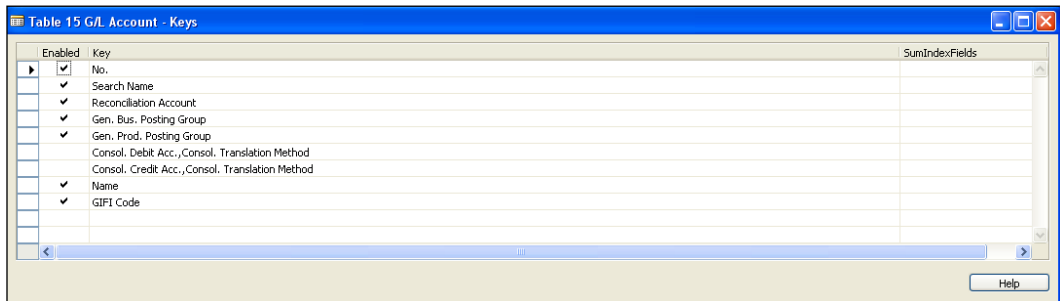 Table 15 G/L Account - Keys
Enabled Key SumIndexFields
No.
Search Name
Reconciliation Account
Gen. Bus. Posting Group
Gen. Prod. Posting Group
Consol. Debit Acc.,Consol. Translation Method
Consol. Credit Acc.,Consol. Translation Method
Name
GIFI Code
Help